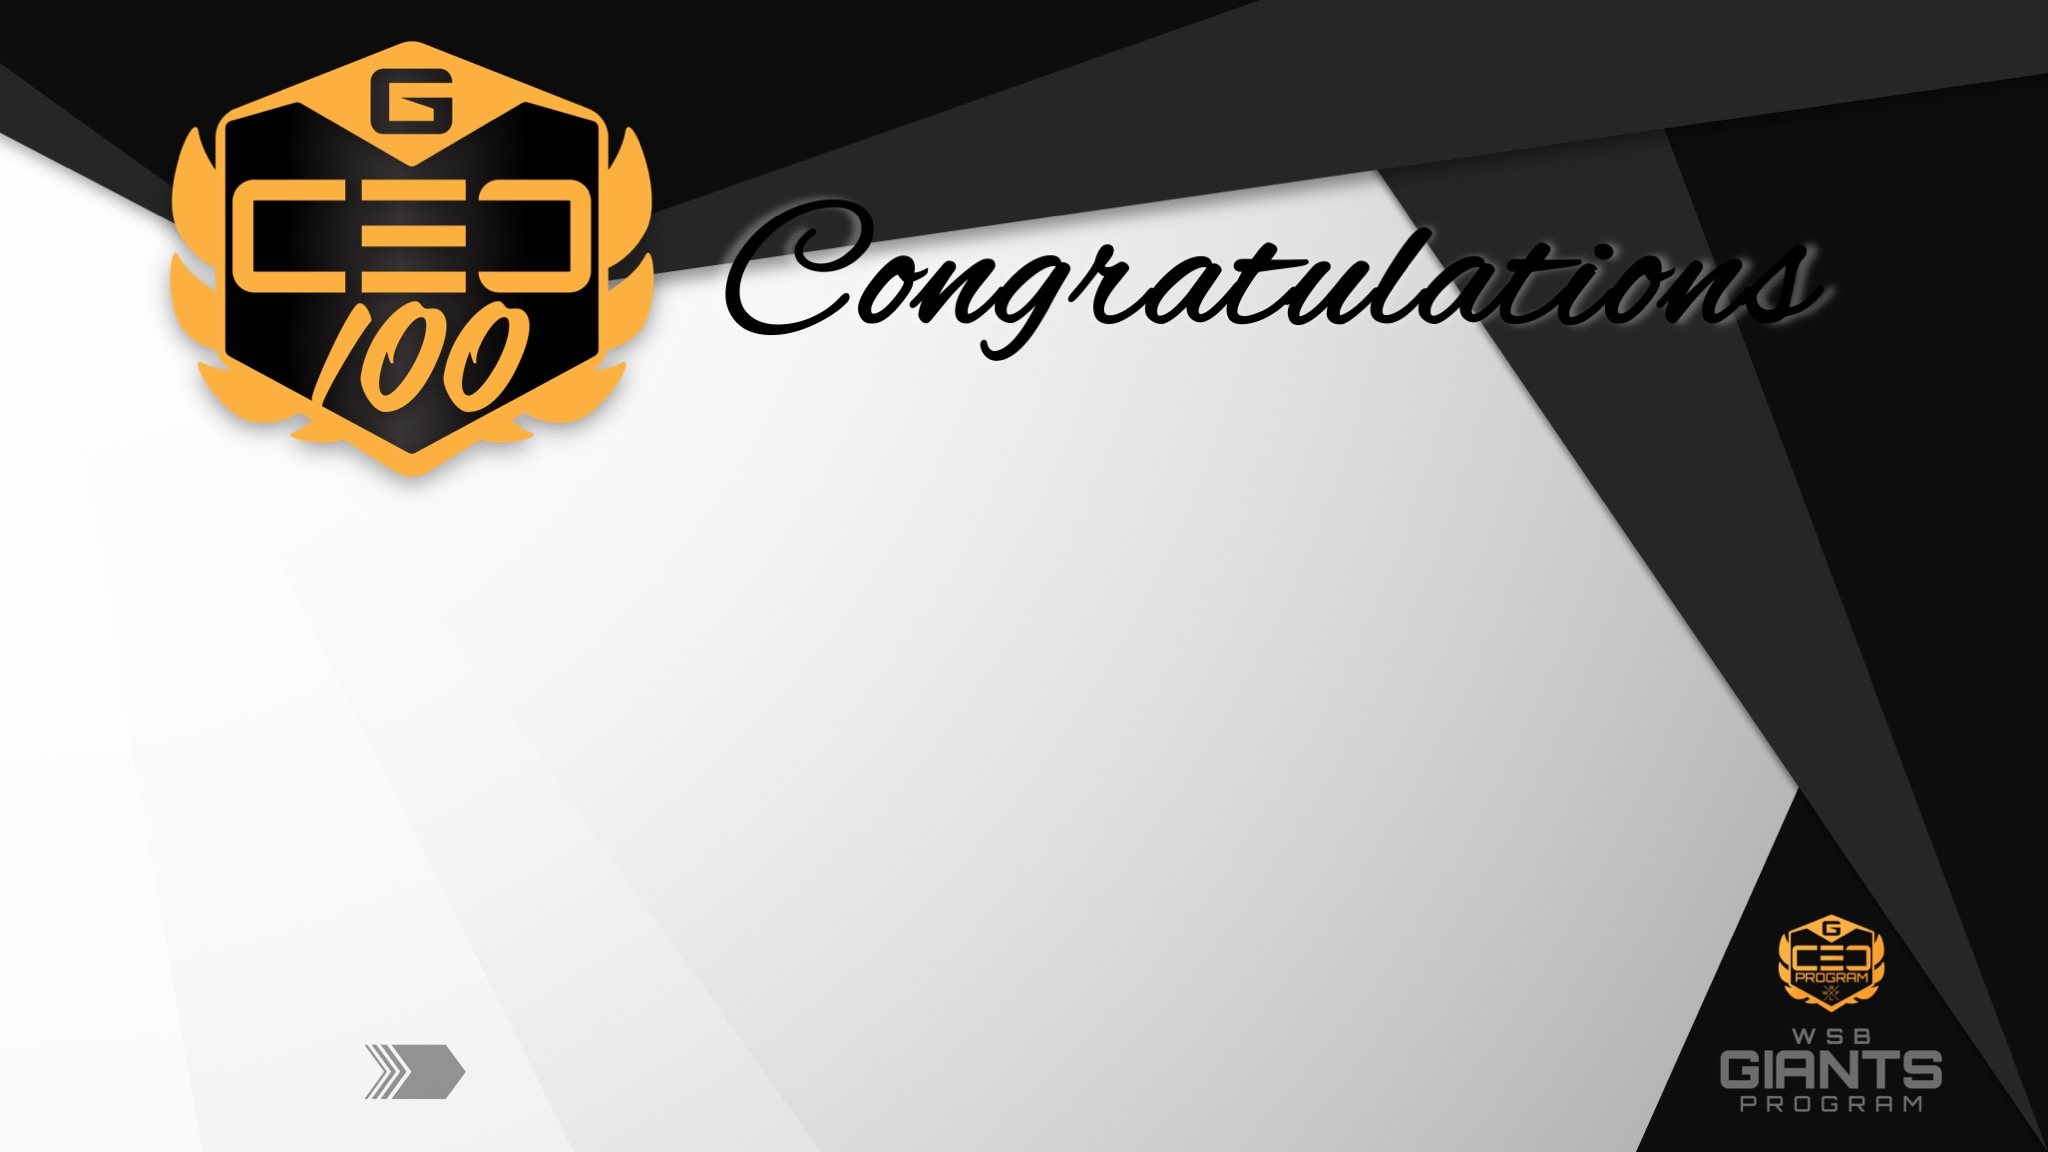 G
CEO
100
Congratulations
G
CEO
PROGRAM
WSB
GIANTS
PROGRAM